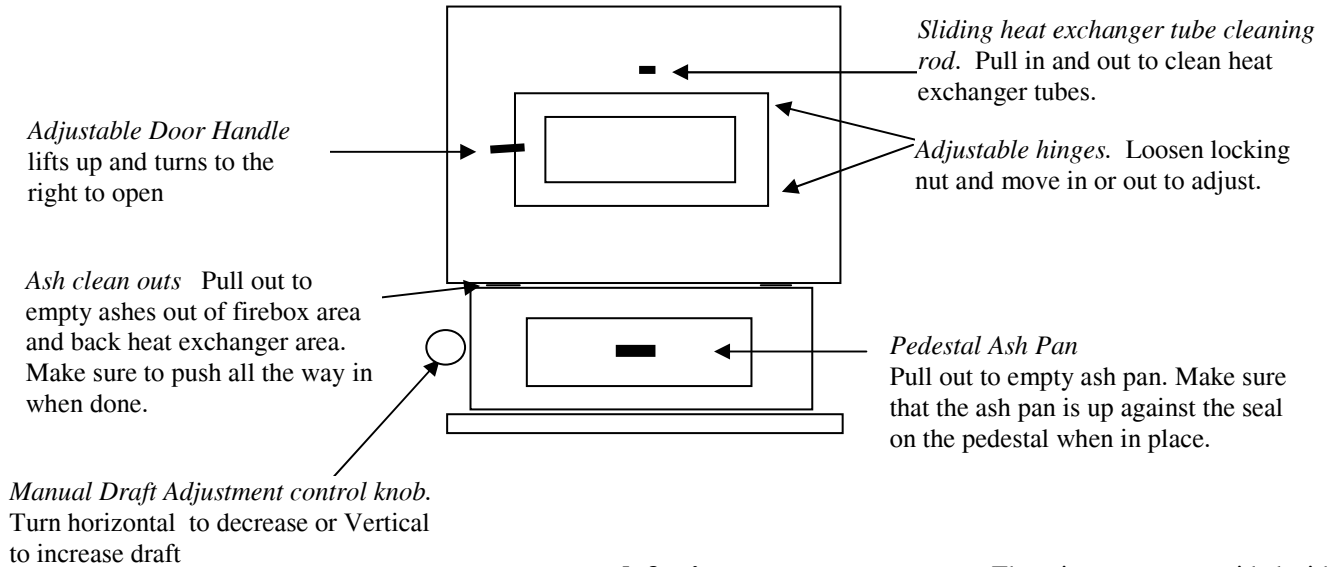 Sliding heat exchanger tube cleaning
rod. Pull in and out to clean heat
exchanger tubes.
Adjustable Door Handle
lifts up and turns to the
right to open
Adjustable hinges. Loosen locking
nut and move in or out to adjust.
Ash clean outs Pull out to
empty ashes out of firebox area
and back heat exchanger area.
Make sure to push all the way in
when done.
Pedestal Ash Pan
Pull out to empty ash pan. Make sure
that the ash pan is up against the seal
on the pedestal when in place.
Manual Draft Adjustment control knob.
Turn horizontal to decrease or Vertical
to increase draft